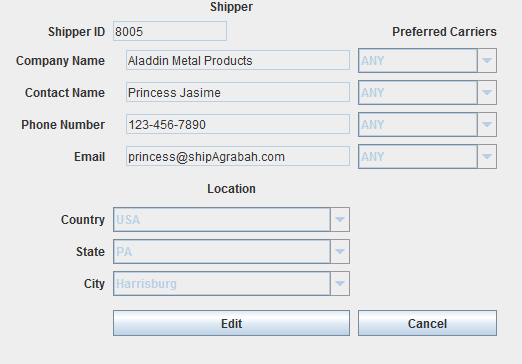 Shipper
Shipper ID 8005 Preferred Carriers
Company Name Aladdin Metal Products ANY
Contact Name Princess Jasime ANY
Phone Number 123-456-7890 ANY
Email princess@shipAgrabah.com ANY
Location
Country USA
State PA
City Harrisburg
Edit Cancel